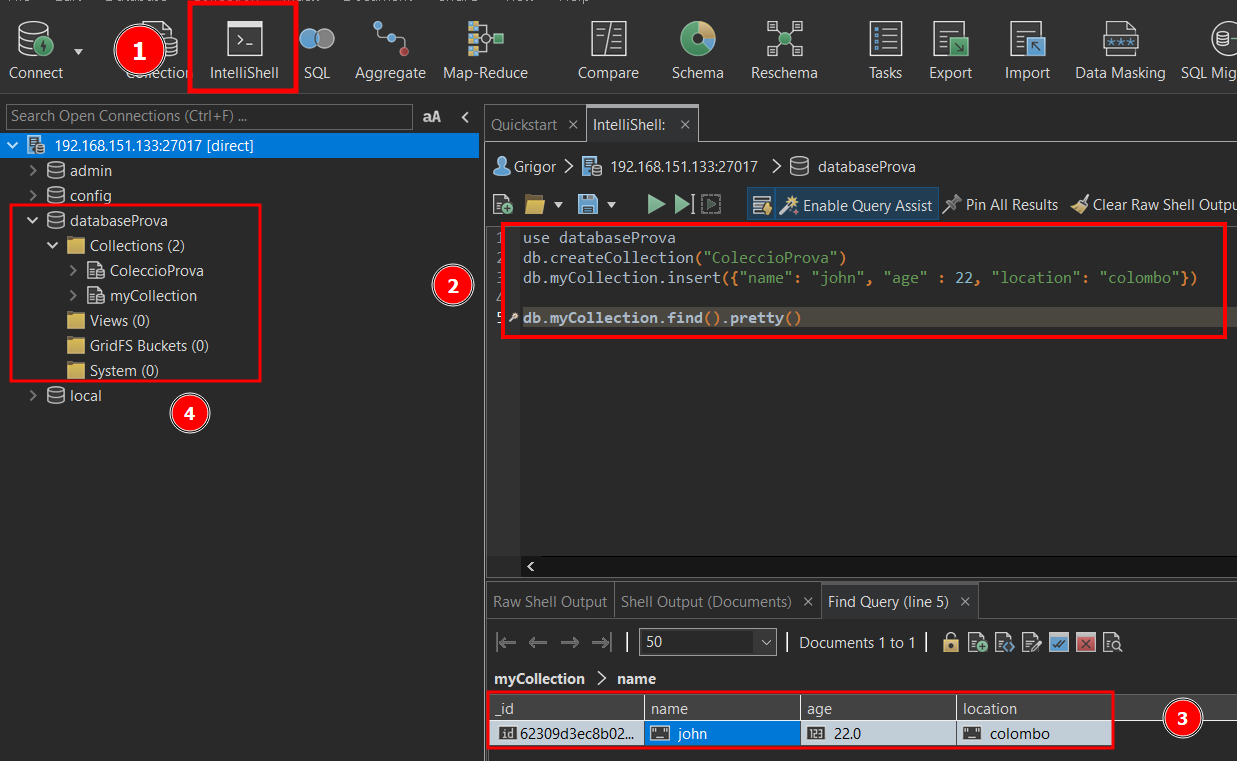 1
Connect
Collection
IntelliShell
SQL
Aggregate
Map-Reduce
Compare
Schema
Reschema
Tasks
Export
Import
Data Masking
SQL Mig
Search Open Connections (Ctrl+F) ...
aA
192.168.151.133:27017 [direct]
admin
config
databaseProva
Collections (2)
ColeccioProva
myCollection
Views (0)
GridFS Buckets (0)
System (0)
local
4
2
Quickstart
IntelliShell:
Grigor
192.168.151.133:27017
databaseProva
Enable Query Assist
Pin All Results
Clear Raw Shell Outpu
1 use databaseProva
2 db.createCollection("ColeccioProva")
3 db.myCollection.insert({"name": "john", "age" : 22, "location": "colombo"})
4
5 db.myCollection.find().pretty()
Raw Shell Output
Shell Output (Documents)
Find Query (line 5)
50
Documents 1 to 1
myCollection > name
_id name age location
id 62309d3ec8b02... john 123 22.0 colombo
3